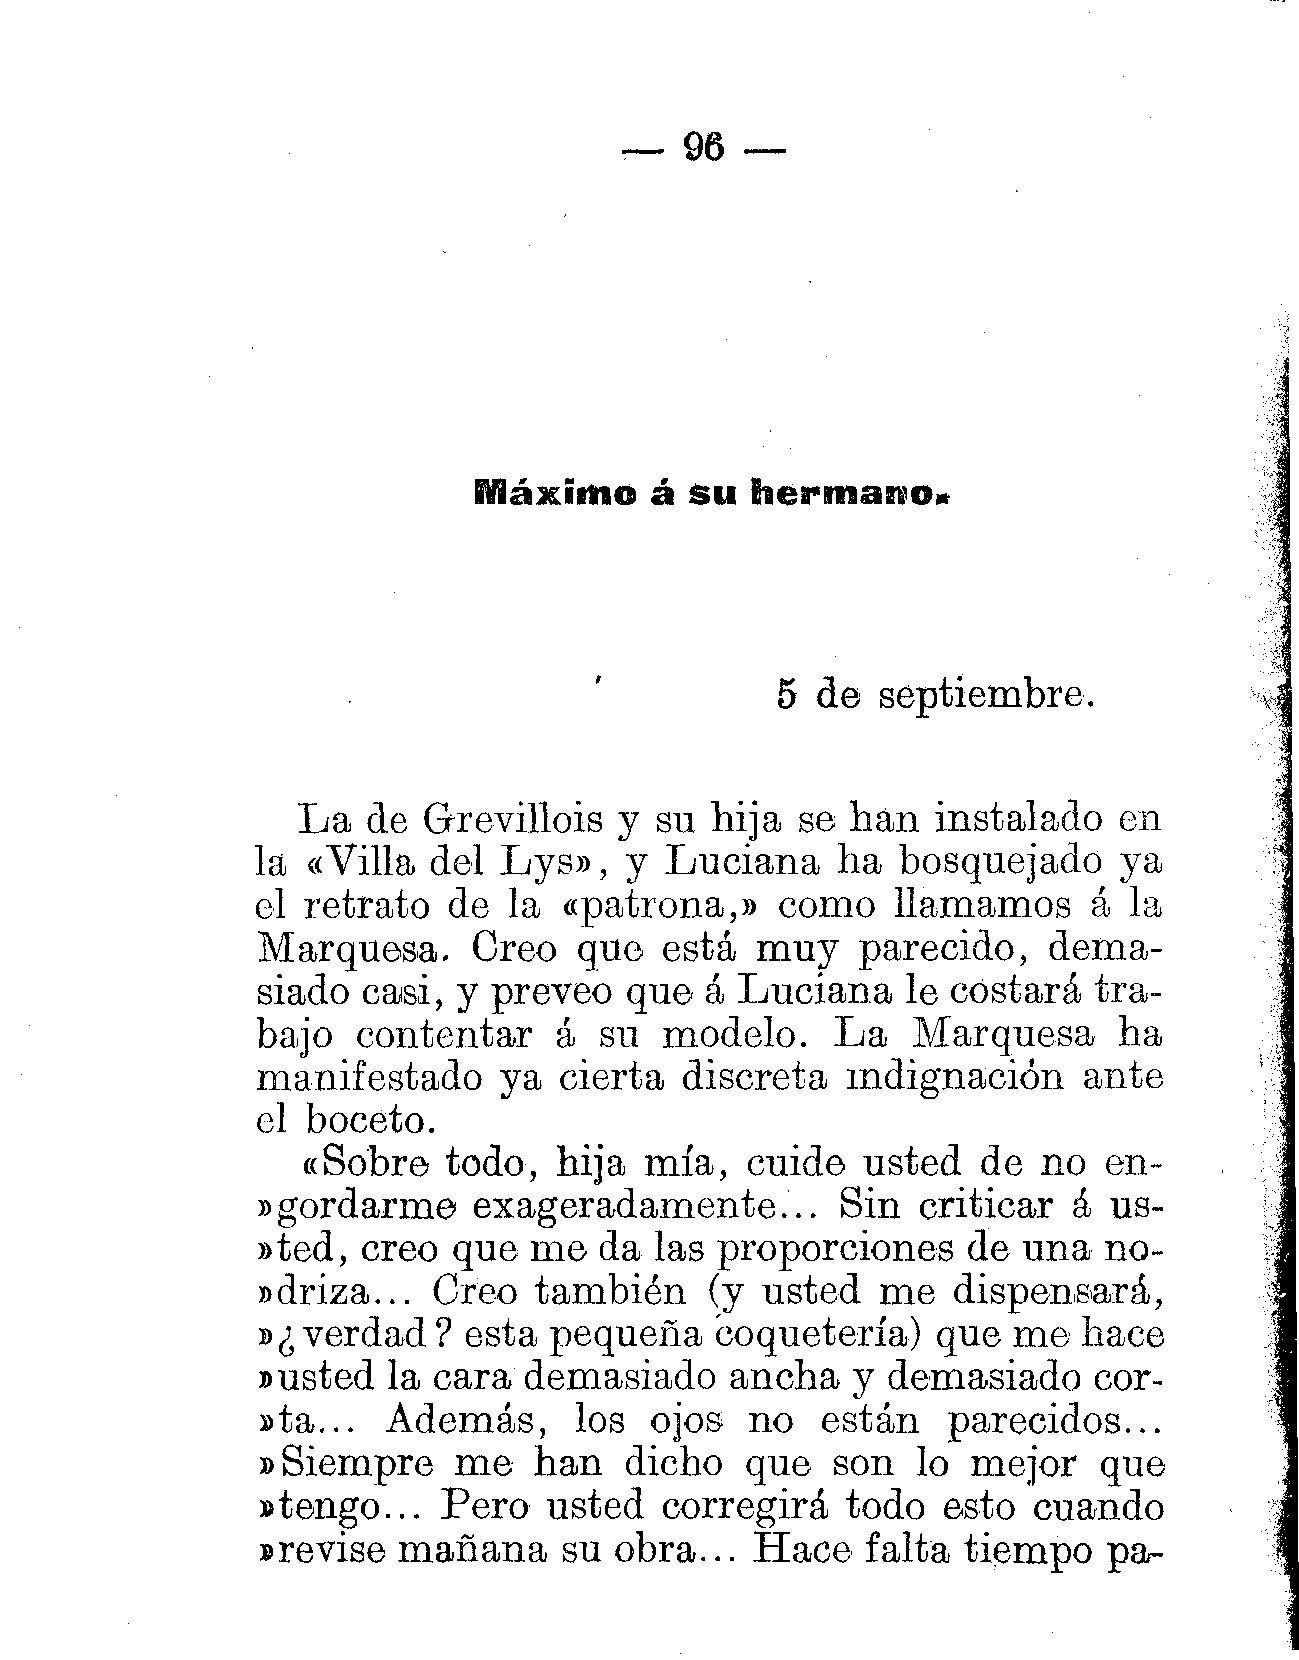 — 96 —
Máximo á su hermano.
5 de septiembre.
La de Grevillois y su hija se han instalado en
la «Villa del Lys», y Luciana ha bosquejado ya
el retrato de la «patrona,» como llamamos á la
Marquesa. Creo que está muy parecido, dema-
siado casi, y preveo que á Luciana le costará tra-
bajo contentar á su modelo. La Marquesa ha
manifestado ya cierta discreta indignación ante
el boceto.
«Sobre todo, hija mía, cuide usted de no en-
»gordarme exageradamente... Sin criticar á us-
»ted, creo que me da las proporciones de una no-
»driza... Creo también (y usted me dispensará,
»¿verdad? esta pequeña coquetería) que me hace
»usted la cara demasiado ancha y demasiado cor-
»ta... Además, los ojos no están parecidos...
»Siempre me han dicho que son lo mejor que
»tengo... Pero usted corregirá todo esto cuando
»revise mañana su obra... Hace falta tiempo pa-